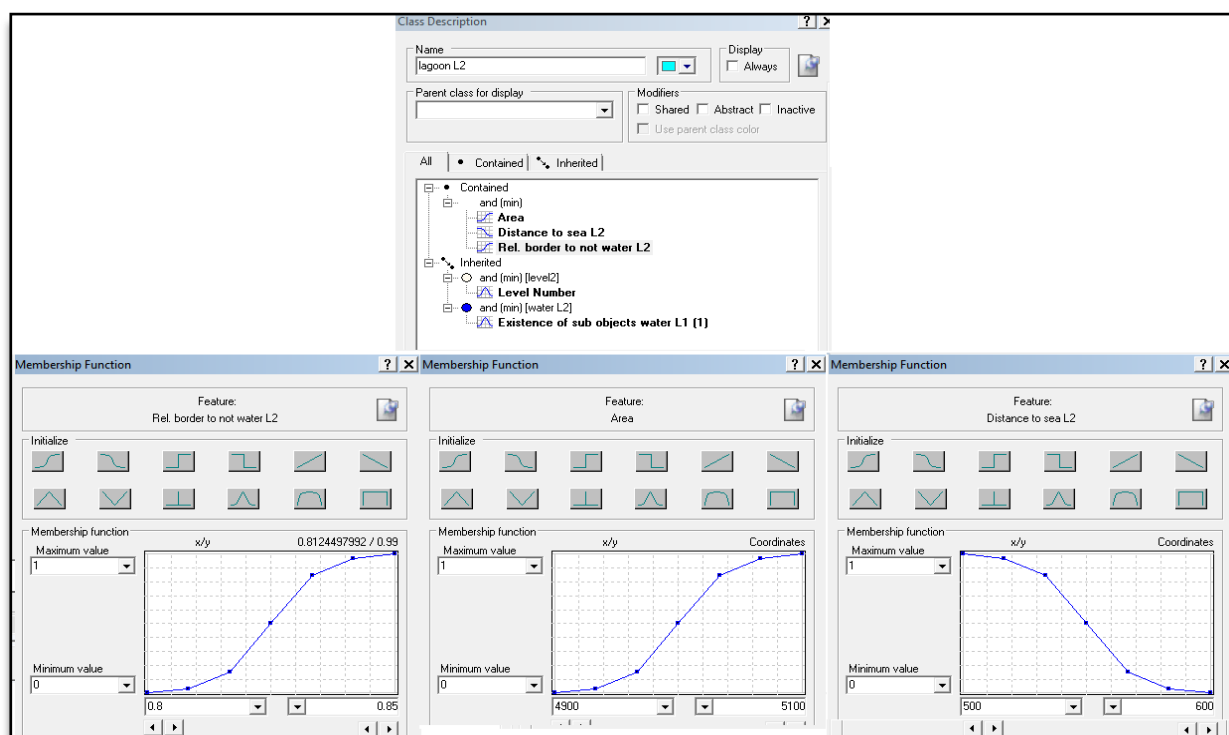 Class Description
Name
lagoon L2
Display
Always
Parent class for display
Modifiers
Shared Abstract Inactive
Use parent class color
All Contained Inherited
Contained
and (min)
Area
Distance to sea L2
Rel. border to not water L2
Inherited
and (min) [level2]
Level Number
and (min) [water L2]
Existence of sub objects water L1 (1)
Membership Function
Feature:
Rel. border to not water L2
Initialize
Membership function
Maximum value
x/y 0.8124497992 / 0.99
1
Minimum value
0
0.8 0.85
Membership Function
Feature:
Area
Initialize
Membership function
Maximum value
x/y Coordinates
1
Minimum value
0
4900 5100
Membership Function
Feature:
Distance to sea L2
Initialize
Membership function
Maximum value
x/y Coordinates
1
Minimum value
0
500 600